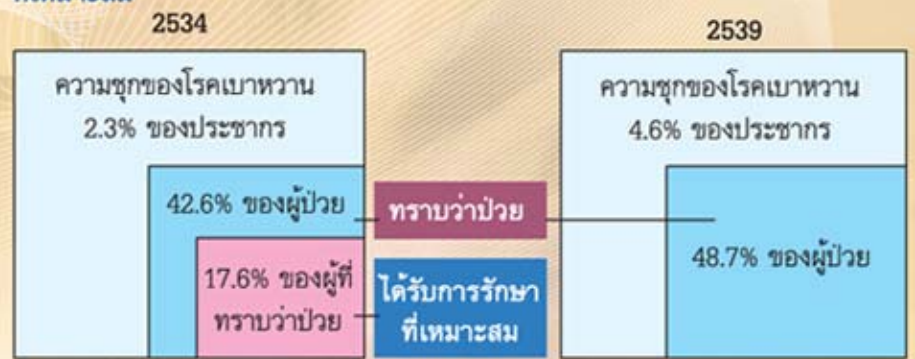 2534
2539
ความชุกของโรคเบาหวาน
2.3% ของประชากร
42.6% ของผู้ป่วย
17.6% ของผู้ที่
ทราบว่าป่วย
ทราบว่าป่วย
ได้รับการรักษา
ที่เหมาะสม
ความชุกของโรคเบาหวาน
4.6% ของประชากร
48.7% ของผู้ป่วย